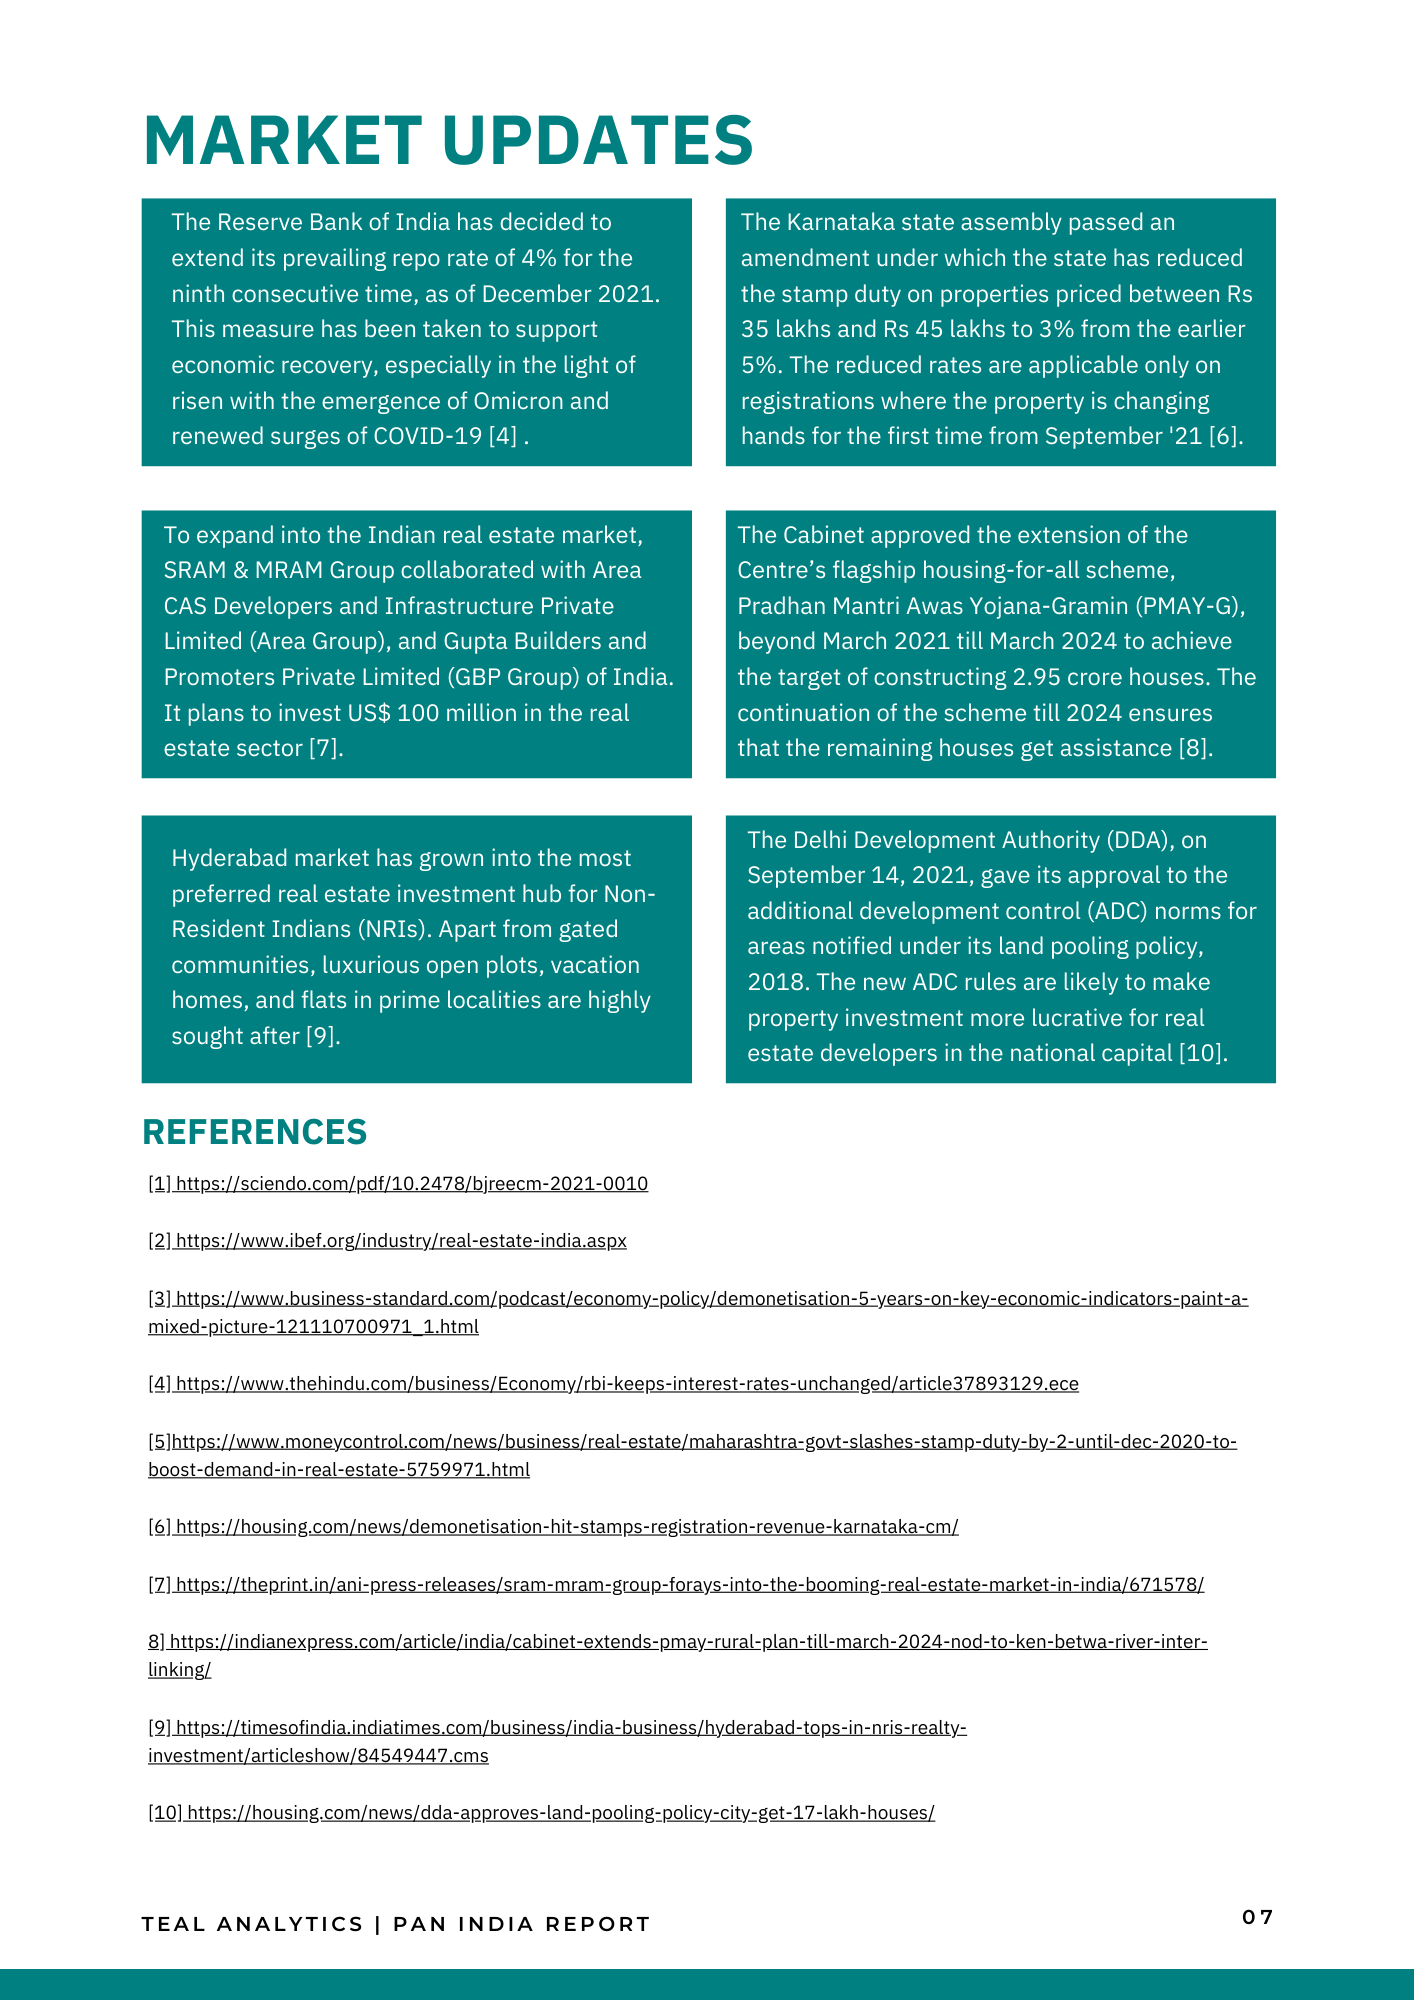 MARKET UPDATES
The Reserve Bank of India has decided to
extend its prevailing repo rate of 4% for the
ninth consecutive time, as of December 2021.
This measure has been taken to support
economic recovery, especially in the light of
risen with the emergence of Omicron and
renewed surges of COVID-19 [4] .
The Karnataka state assembly passed an
amendment under which the state has reduced
the stamp duty on properties priced between Rs
35 lakhs and Rs 45 lakhs to 3% from the earlier
5%. The reduced rates are applicable only on
registrations where the property is changing
hands for the first time from September '21 [6].
To expand into the Indian real estate market,
SRAM & MRAM Group collaborated with Area
CAS Developers and Infrastructure Private
Limited (Area Group), and Gupta Builders and
Promoters Private Limited (GBP Group) of India.
It plans to invest US$ 100 million in the real
estate sector [7].
The Cabinet approved the extension of the
Centre’s flagship housing-for-all scheme,
Pradhan Mantri Awas Yojana-Gramin (PMAY-G),
beyond March 2021 till March 2024 to achieve
the target of constructing 2.95 crore houses. The
continuation of the scheme till 2024 ensures
that the remaining houses get assistance [8].
Hyderabad market has grown into the most
preferred real estate investment hub for Non-
Resident Indians (NRIs). Apart from gated
communities, luxurious open plots, vacation
homes, and flats in prime localities are highly
sought after [9].
The Delhi Development Authority (DDA), on
September 14, 2021, gave its approval to the
additional development control (ADC) norms for
areas notified under its land pooling policy,
2018. The new ADC rules are likely to make
property investment more lucrative for real
estate developers in the national capital [10].
REFERENCES
[1] https://sciendo.com/pdf/10.2478/bjreecm-2021-0010
[2] https://www.ibef.org/industry/real-estate-india.aspx
[3] https://www.business-standard.com/podcast/economy-policy/demonetisation-5-years-on-key-economic-indicators-paint-a-
mixed-picture-121110700971_1.html
[4] https://www.thehindu.com/business/Economy/rbi-keeps-interest-rates-unchanged/article37893129.ece
[5]https://www.moneycontrol.com/news/business/real-estate/maharashtra-govt-slashes-stamp-duty-by-2-until-dec-2020-to-
boost-demand-in-real-estate-5759971.html
[6] https://housing.com/news/demonetisation-hit-stamps-registration-revenue-karnataka-cm/
[7] https://theprint.in/ani-press-releases/sram-mram-group-forays-into-the-booming-real-estate-market-in-india/671578/
8] https://indianexpress.com/article/india/cabinet-extends-pmay-rural-plan-till-march-2024-nod-to-ken-betwa-river-inter-
linking/
[9] https://timesofindia.indiatimes.com/business/india-business/hyderabad-tops-in-nris-realty-
investment/articleshow/84549447.cms
[10] https://housing.com/news/dda-approves-land-pooling-policy-city-get-17-lakh-houses/
TEAL ANALYTICS | PAN INDIA REPORT
07